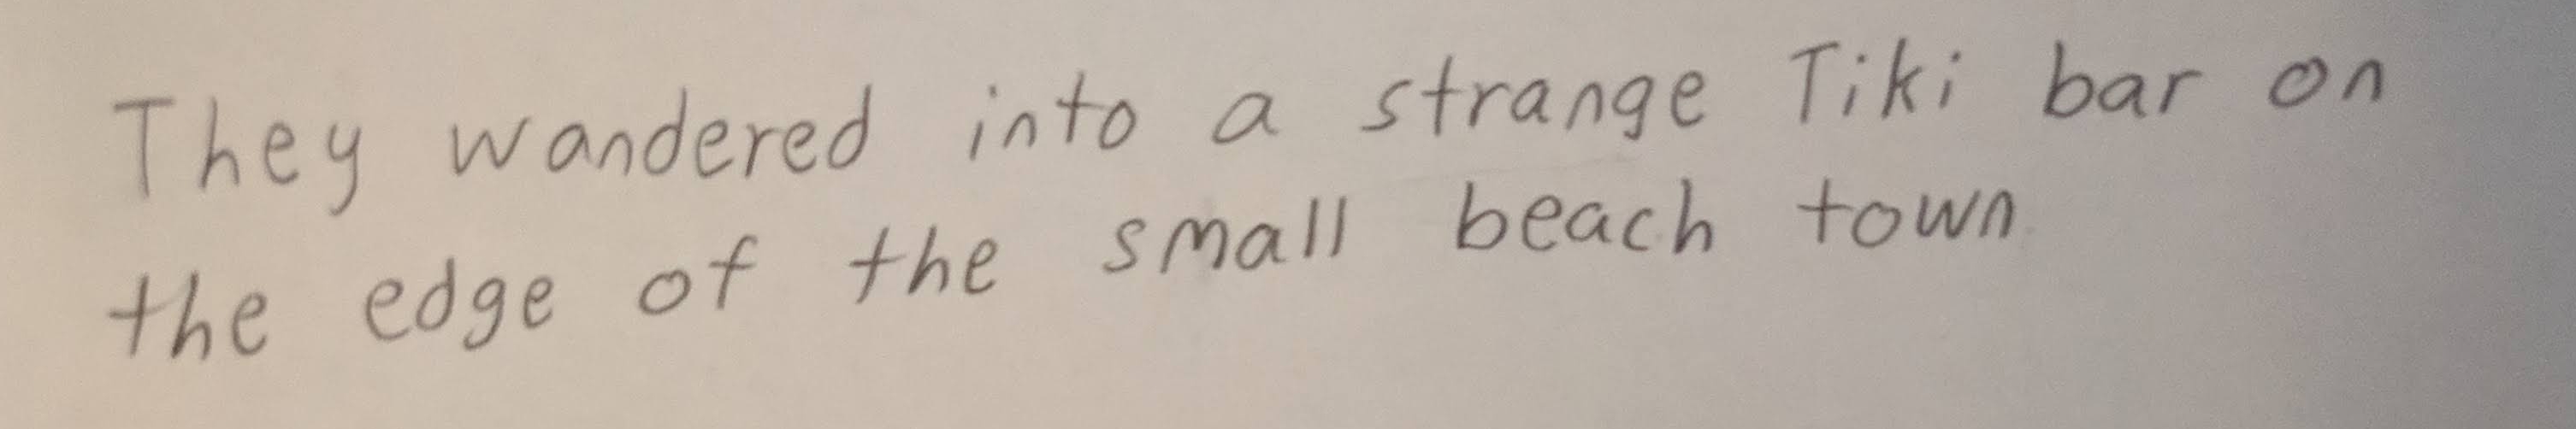 They wandered into a strange Tiki bar on
the edge of the small beach town.